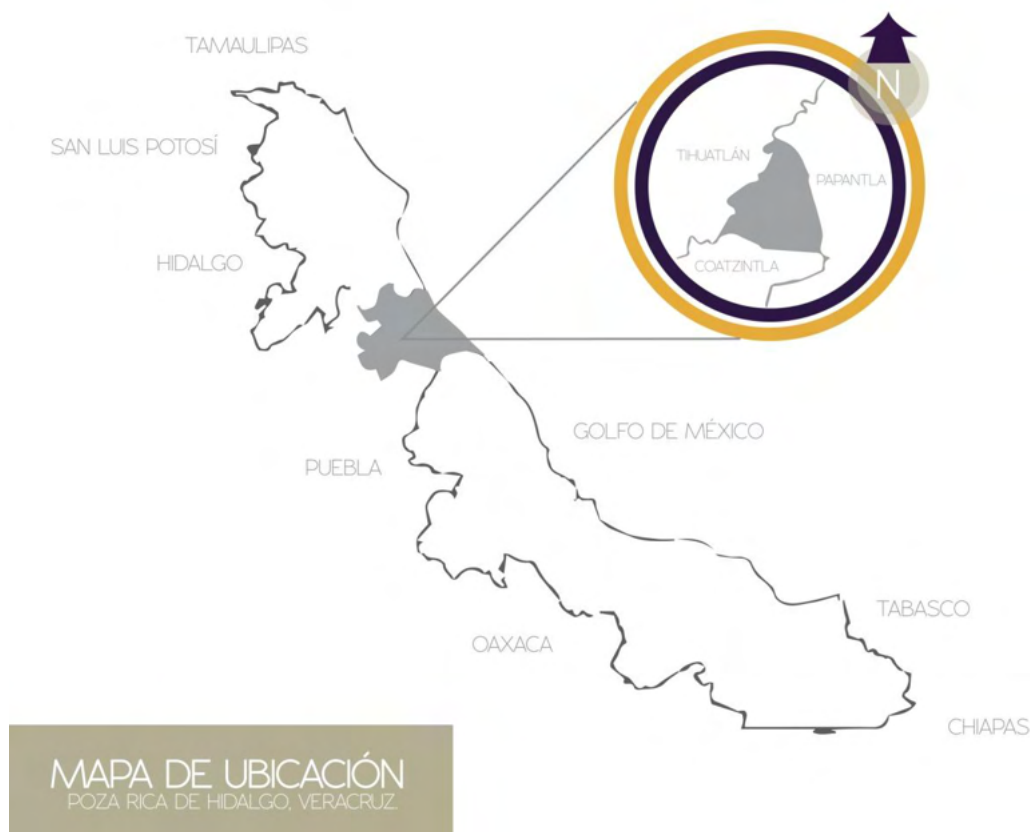 TAMAULIPAS
N
SAN LUIS POTOSÍ
TIHUATLÁN
PAPANTLA
HIDALGO
COATZINTLA
GOLFO DE MÉXICO
PUEBLA
TABASCO
OAXACA
CHIAPAS
MAPA DE UBICACIÓN
POZA RICA DE HIDALGO, VERACRUZ.